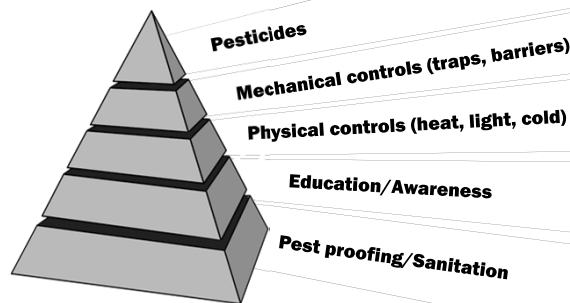 Pesticides
Mechanical controls (traps, barriers)
Physical controls (heat, light, cold)
Education/Awareness
Pest proofing/Sanitation